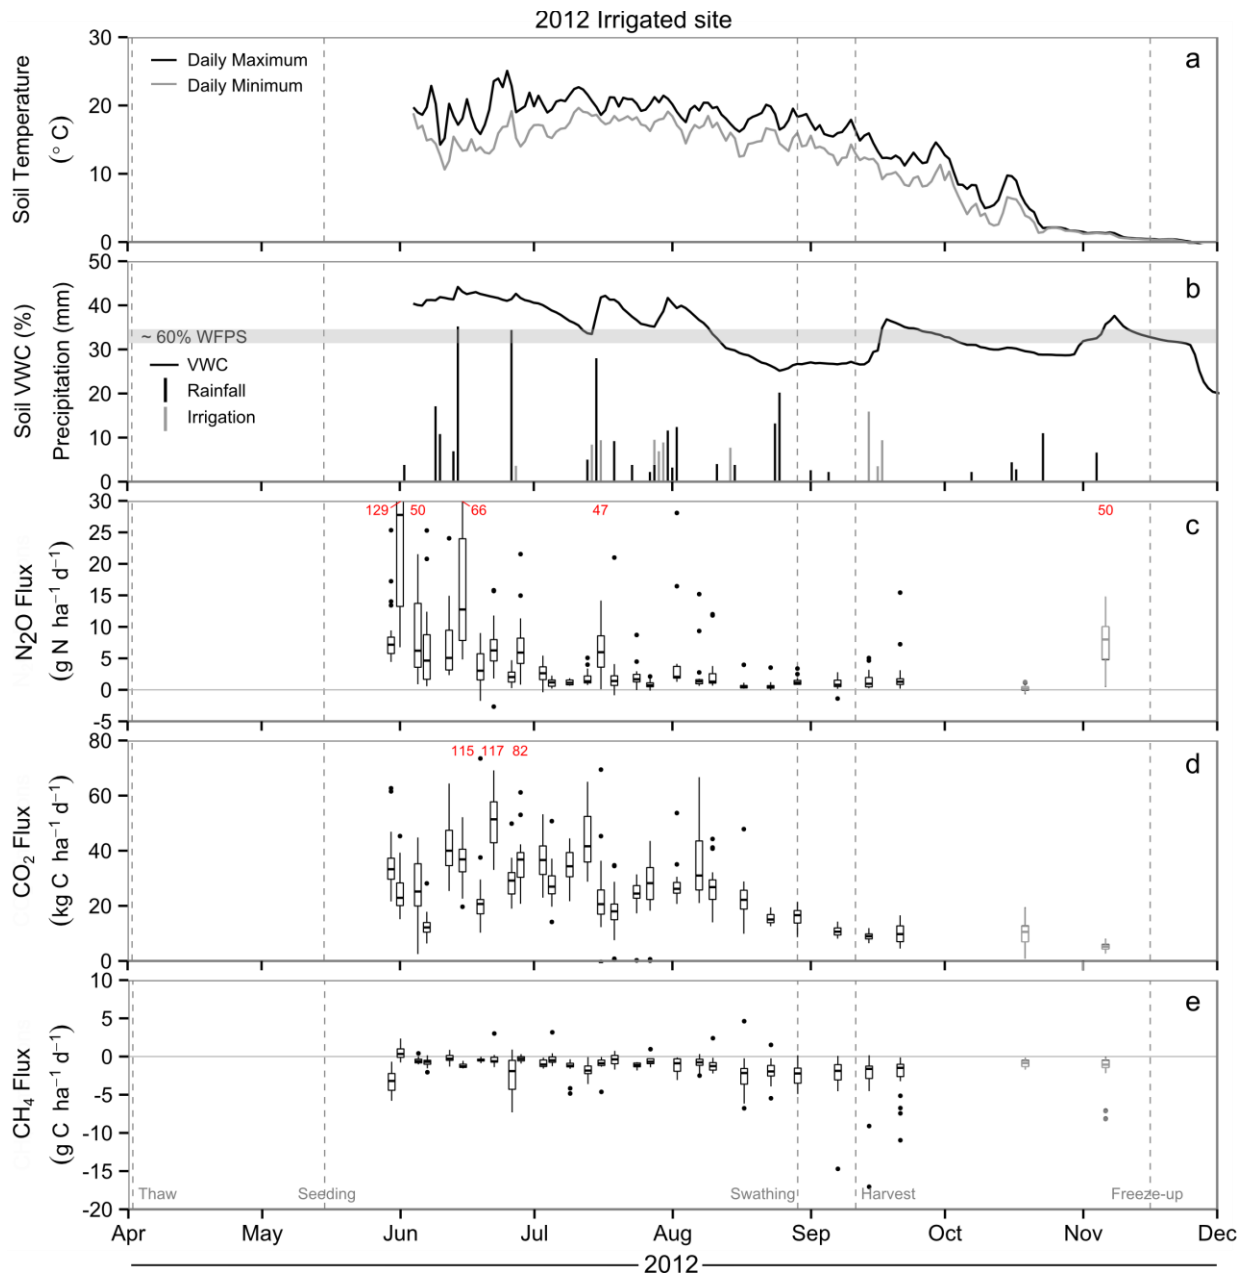 2012 Irrigated site
30
20
10
0
Soil Temperature
(° C)
Daily Maximum
Daily Minimum
a
50
40
30
20
10
0
Soil VWC (%)
Precipitation (mm)
~ 60% WFPS
VWC
Rainfall
Irrigation
b
30
25
20
15
10
5
0
-5
N2O Flux
(g N ha⁻¹ d⁻¹)
129 50 66 47 50
c
80
60
40
20
0
CO₂ Flux
(kg C ha⁻¹ d⁻¹)
115 117 82
d
10
5
0
-5
-10
-15
-20
CH₄ Flux
(g C ha⁻¹ d⁻¹)
e
Thaw Seeding Swathing Harvest Freeze-up
Apr May Jun Jul Aug Sep Oct Nov Dec
2012